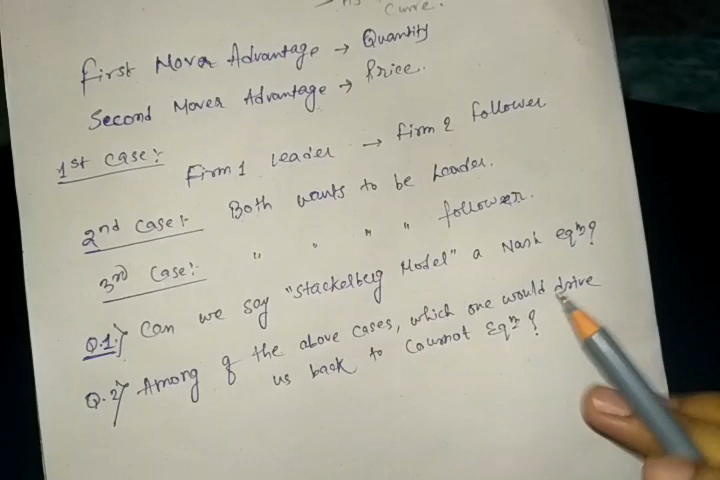 Curve.
First Mover Advantage → Quantity
Second Mover Advantage → Price.
1st Case:- Firm 1 Leader → Firm 2 follower
2nd Case:- Both wants to be Leader.
3rd Case:- " " " " follower.
Q.1.) Can we say "Stackelberg Model" a Nash eqm?
Q.2) Among of the above cases, which one would drive
us back to Cournot Eqm?